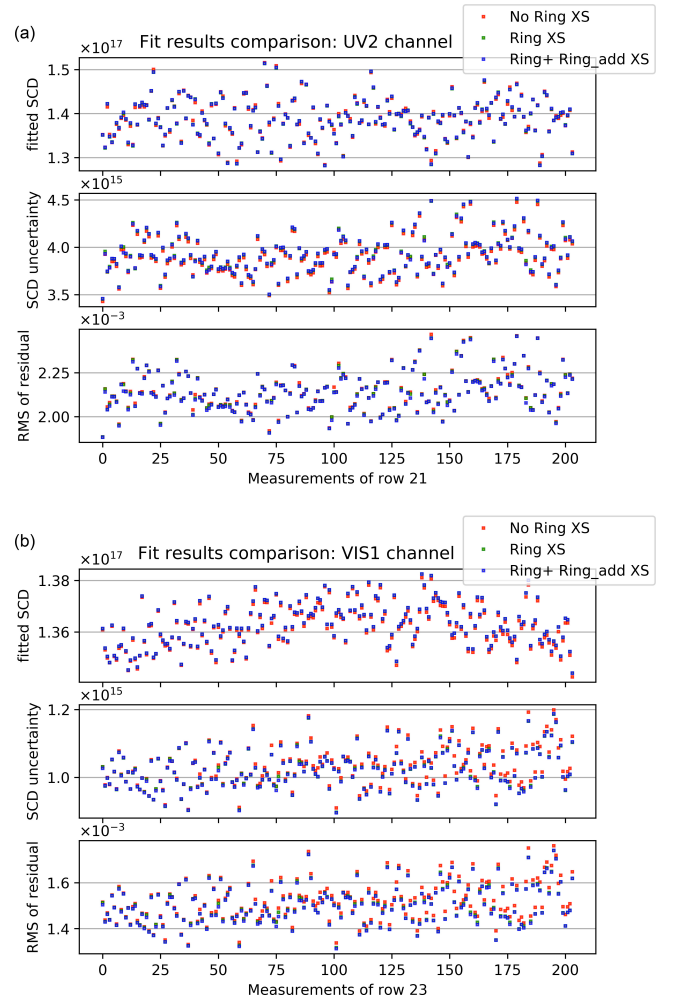 (a)
No Ring XS
Ring XS
Ring+ Ring_add XS
Fit results comparison: UV2 channel
×10^17
1.5
1.4
1.3
fitted SCD
×10^15
4.5
4.0
3.5
SCD uncertainty
×10^−3
2.25
2.00
RMS of residual
0 25 50 75 100 125 150 175 200
Measurements of row 21
(b)
No Ring XS
Ring XS
Ring+ Ring_add XS
Fit results comparison: VIS1 channel
×10^17
1.38
1.36
fitted SCD
×10^15
1.2
1.0
SCD uncertainty
×10^−3
1.6
1.4
RMS of residual
0 25 50 75 100 125 150 175 200
Measurements of row 23